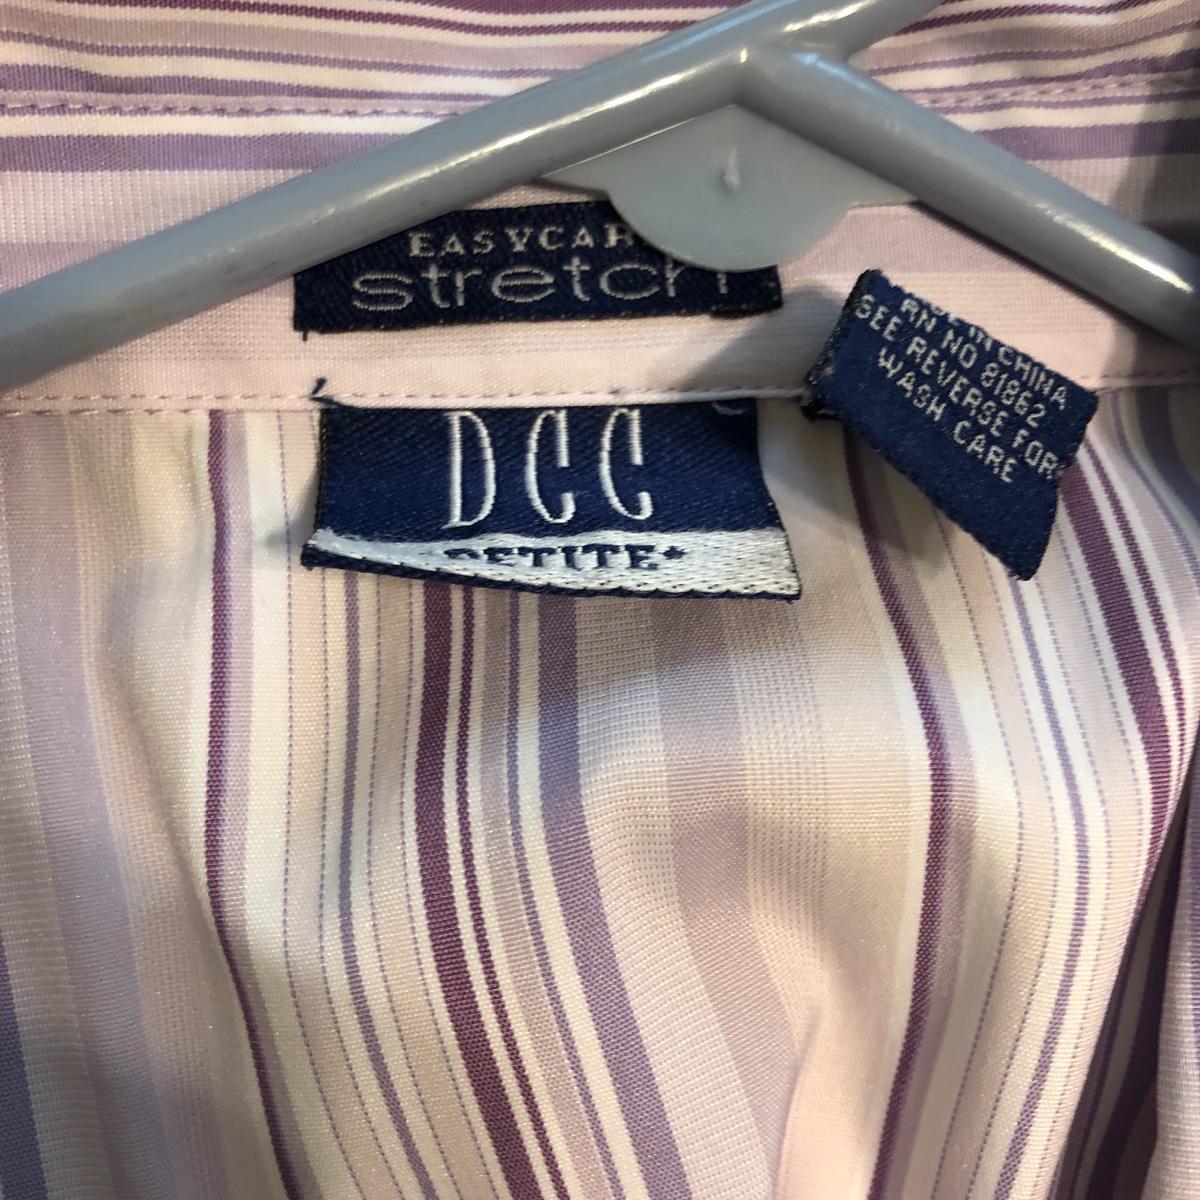 EASYCAR
stretch
DCC
PETITE*
IN CHINA
RN NO 81862
SEE REVERSE FOR
WASH CARE